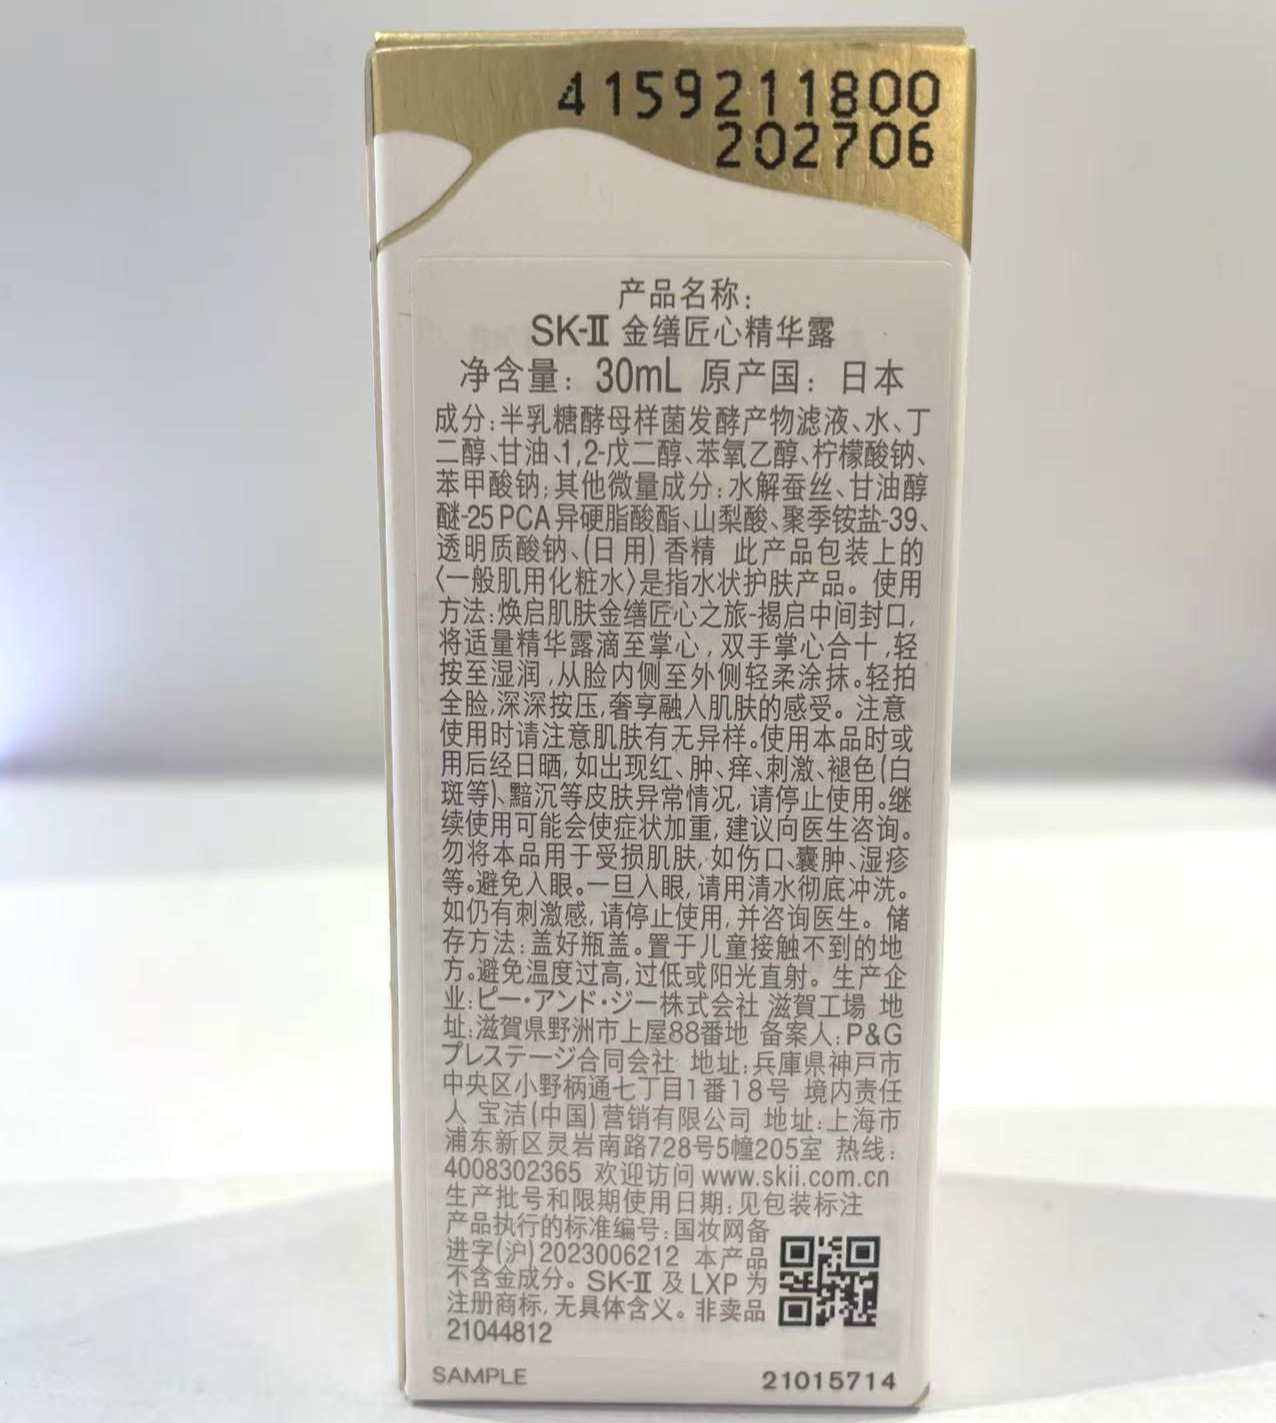 4159211800
202706
产品名称:
SK-II 金缮匠心精华露
净含量: 30mL 原产国: 日本
成分:半乳糖酵母样菌发酵产物滤液、水、丁
二醇、甘油、1,2-戊二醇、苯氧乙醇、柠檬酸钠、
苯甲酸钠;其他微量成分:水解蚕丝、甘油醇
醚-25 PCA异硬脂酸酯、山梨酸、聚季铵盐-39、
透明质酸钠、(日用)香精 此产品包装上的
〈一般肌用化粧水〉是指水状护肤产品。使用
方法:焕启肌肤金缮匠心之旅-揭启中间封口,
将适量精华露滴至掌心,双手掌心合十,轻
按至湿润,从脸内侧至外侧轻柔涂抹。轻拍
全脸,深深按压,奢享融入肌肤的感受。注意
使用时请注意肌肤有无异样。使用本品时或
用后经日晒,如出现红、肿、痒、刺激、褪色(白
斑等)、黯沉等皮肤异常情况,请停止使用。继
续使用可能会使症状加重,建议向医生咨询。
勿将本品用于受损肌肤,如伤口、囊肿、湿疹
等。避免入眼。一旦入眼,请用清水彻底冲洗。
如仍有刺激感,请停止使用,并咨询医生。储
存方法:盖好瓶盖。置于儿童接触不到的地
方。避免温度过高,过低或阳光直射。生产企
业:ピー・アンド・ジー株式会社 滋賀工場 地
址:滋賀県野洲市上屋88番地 备案人:P&G
プレステージ合同会社 地址:兵庫県神戸市
中央区小野柄通七丁目1番18号 境内责任
人 宝洁(中国)营销有限公司 地址:上海市
浦东新区灵岩南路728号5幢205室 热线:
4008302365 欢迎访问www.skii.com.cn
生产批号和限期使用日期:见包装标注
产品执行的标准编号:国妆网备
进字(沪)2023006212 本产品
不含金成分。SK-II 及LXP 为
注册商标,无具体含义。非卖品
21044812
SAMPLE 21015714